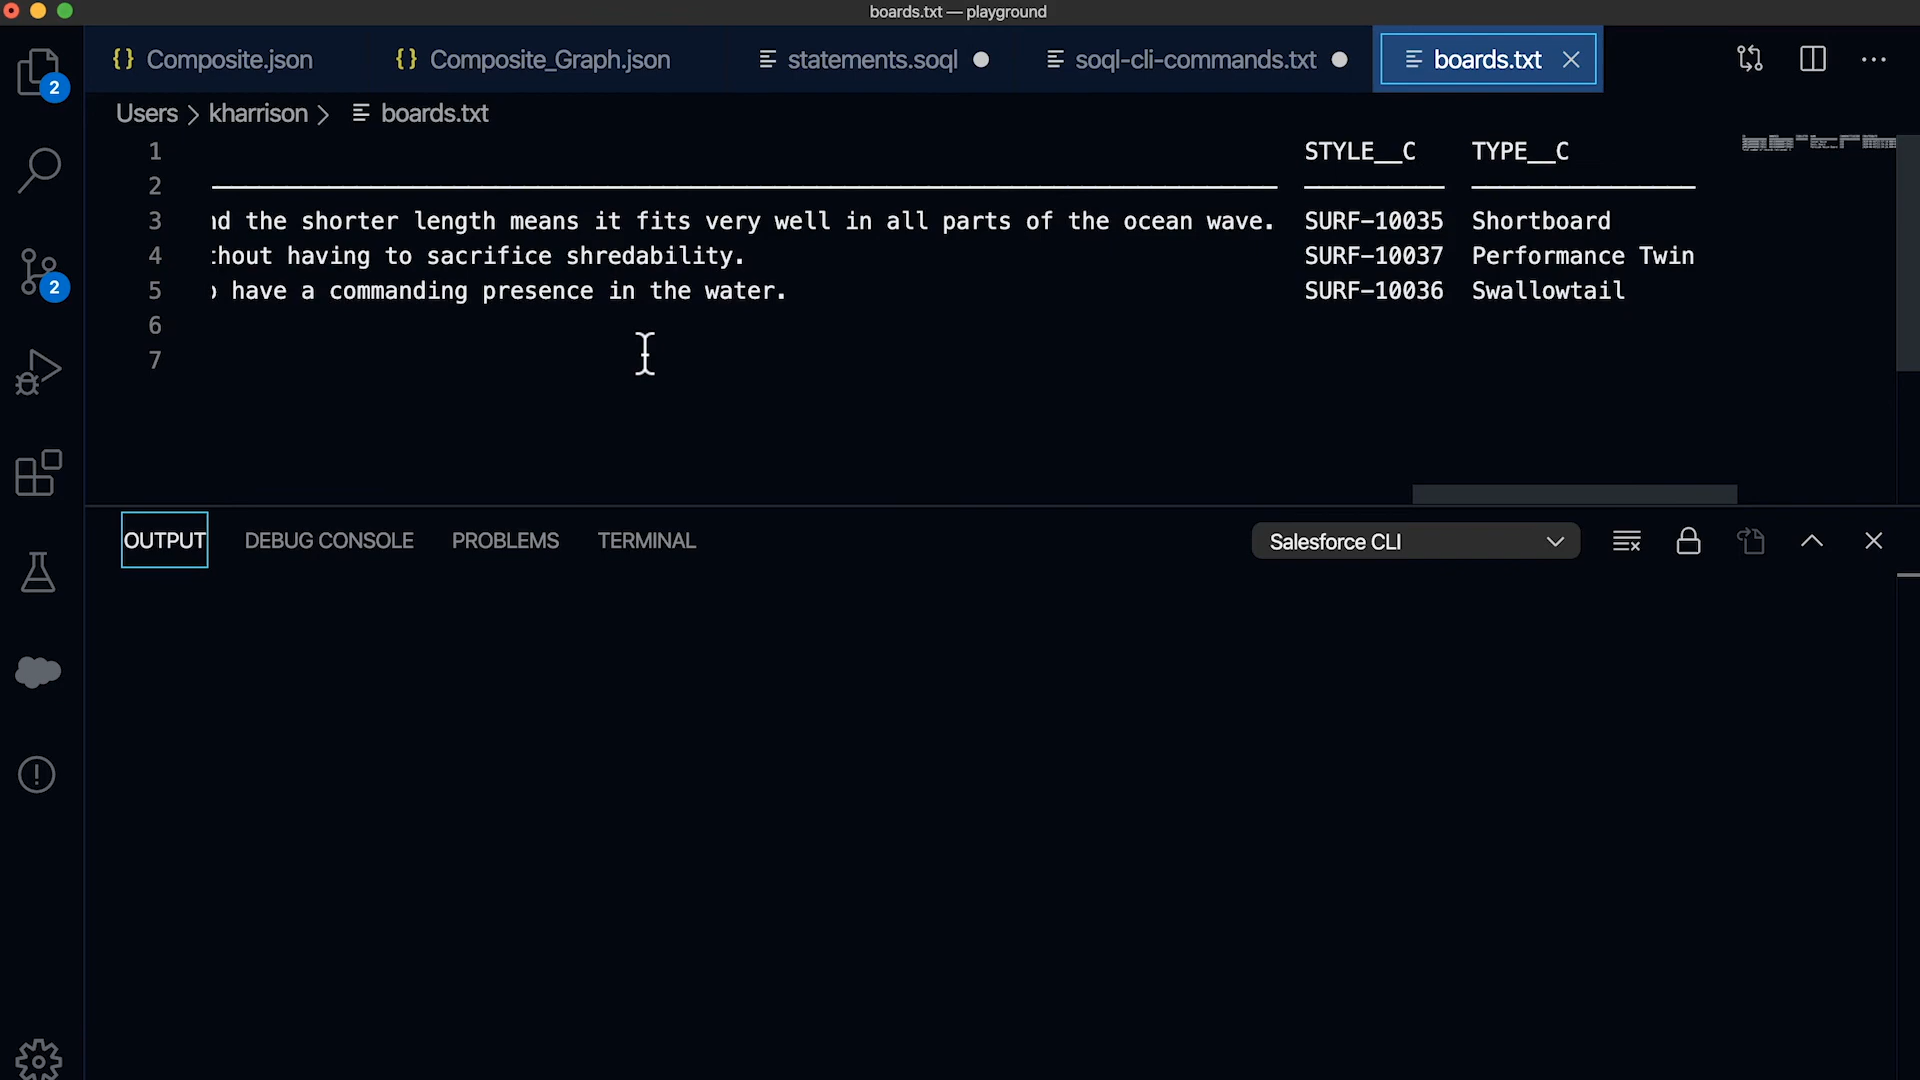 boards.txt — playground
Composite.json
Composite_Graph.json
statements.soql
soql-cli-commands.txt
boards.txt
2
Users > kharrison > boards.txt
1 STYLE__C TYPE__C
2
3 the shorter length means it fits very well in all parts of the ocean wave. SURF-10035 Shortboard
4 having to sacrifice shredability. SURF-10037 Performance Twin
5 have a commanding presence in the water. SURF-10036 Swallowtail
6
7
2
OUTPUT DEBUG CONSOLE PROBLEMS TERMINAL Salesforce CLI